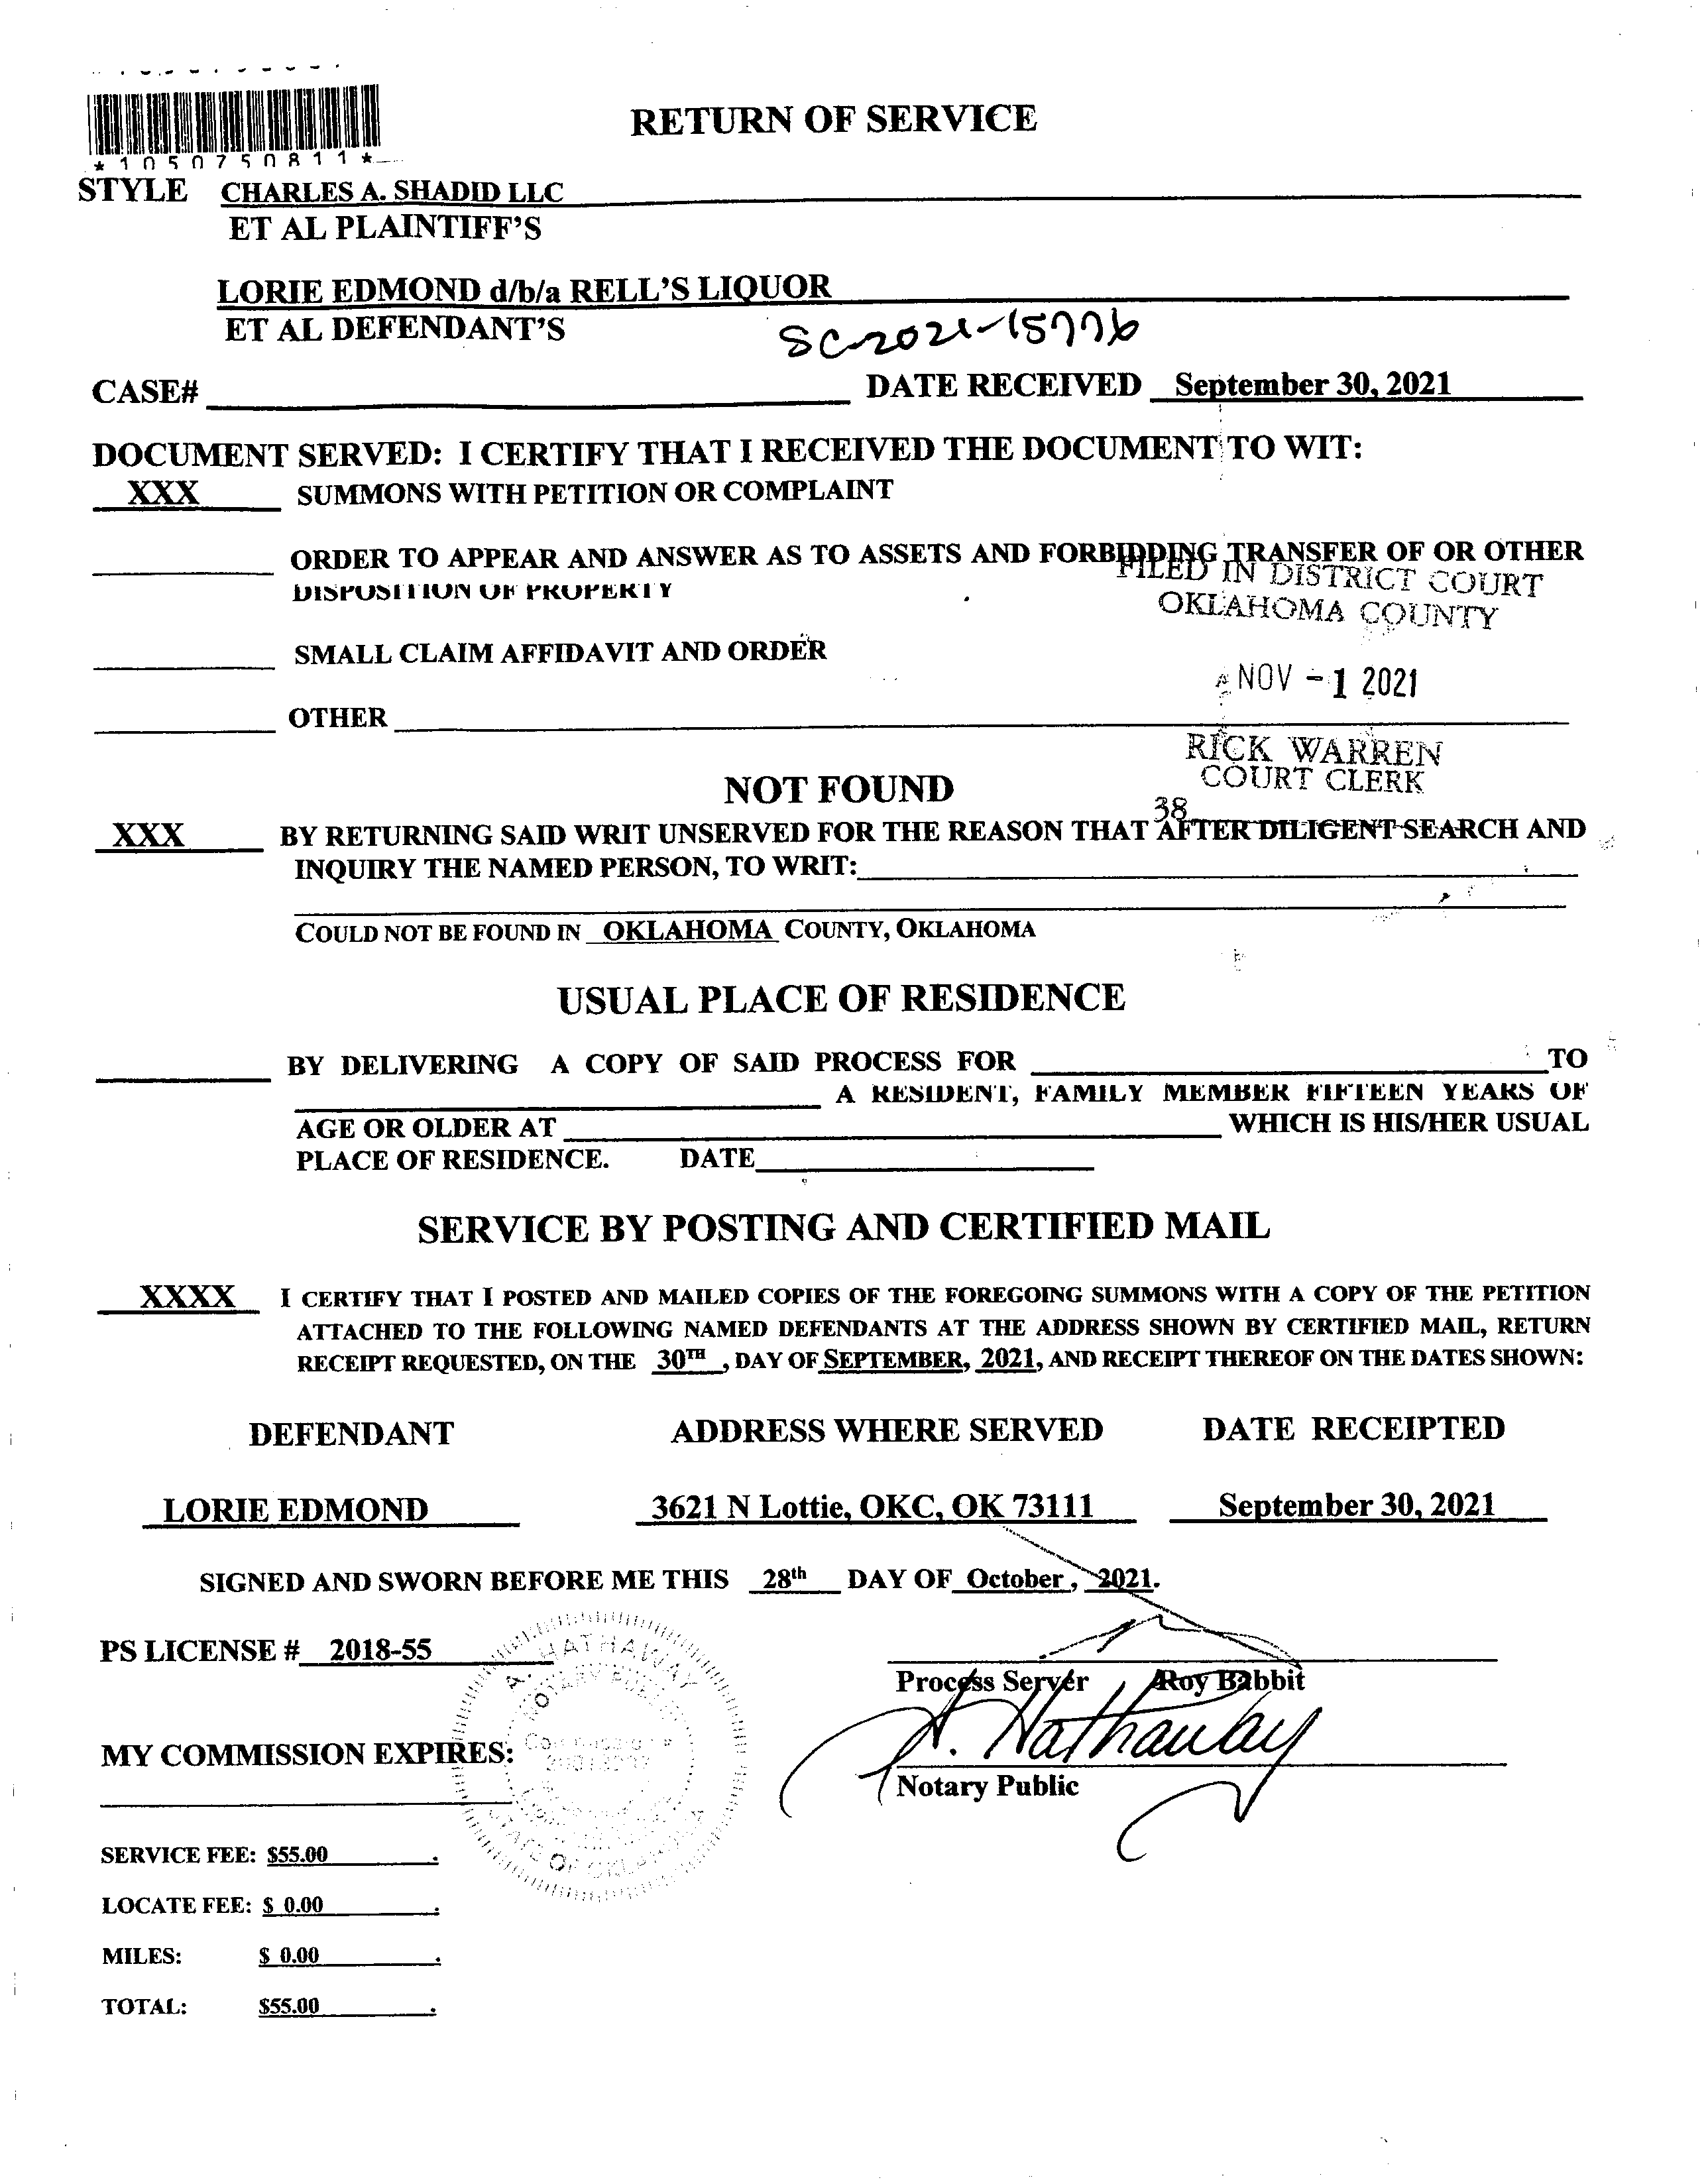 *1050750811*
RETURN OF SERVICE
STYLE CHARLES A. SHADID LLC
ET AL PLAINTIFF'S
LORIE EDMOND d/b/a RELL'S LIQUOR
ET AL DEFENDANT'S
SC-2021-15776
CASE# DATE RECEIVED September 30, 2021
DOCUMENT SERVED: I CERTIFY THAT I RECEIVED THE DOCUMENT TO WIT:
XXX SUMMONS WITH PETITION OR COMPLAINT
ORDER TO APPEAR AND ANSWER AS TO ASSETS AND FORBIDDING TRANSFER OF OR OTHER
DISPOSITION OF PROPERTY
FILED IN DISTRICT COURT
OKLAHOMA COUNTY
SMALL CLAIM AFFIDAVIT AND ORDER
NOV - 1 2021
OTHER
RICK WARREN
COURT CLERK
NOT FOUND
38
XXX BY RETURNING SAID WRIT UNSERVED FOR THE REASON THAT AFTER DILIGENT SEARCH AND
INQUIRY THE NAMED PERSON, TO WRIT:
COULD NOT BE FOUND IN OKLAHOMA COUNTY, OKLAHOMA
USUAL PLACE OF RESIDENCE
BY DELIVERING A COPY OF SAID PROCESS FOR TO
A RESIDENT, FAMILY MEMBER FIFTEEN YEARS OF
AGE OR OLDER AT WHICH IS HIS/HER USUAL
PLACE OF RESIDENCE. DATE
SERVICE BY POSTING AND CERTIFIED MAIL
XXXX I CERTIFY THAT I POSTED AND MAILED COPIES OF THE FOREGOING SUMMONS WITH A COPY OF THE PETITION
ATTACHED TO THE FOLLOWING NAMED DEFENDANTS AT THE ADDRESS SHOWN BY CERTIFIED MAIL, RETURN
RECEIPT REQUESTED, ON THE 30TH, DAY OF SEPTEMBER, 2021, AND RECEIPT THEREOF ON THE DATES SHOWN:
DEFENDANT ADDRESS WHERE SERVED DATE RECEIPTED
LORIE EDMOND 3621 N Lottie, OKC, OK 73111 September 30, 2021
SIGNED AND SWORN BEFORE ME THIS 28th DAY OF October, 2021.
PS LICENSE # 2018-55
A. HATHAWAY
NOTARY PUBLIC
STATE OF OKLAHOMA
Process Server Roy Babbit
A. Hathaway
MY COMMISSION EXPIRES:
Notary Public
SERVICE FEE: $55.00.
LOCATE FEE: $ 0.00.
MILES: $ 0.00.
TOTAL: $55.00.